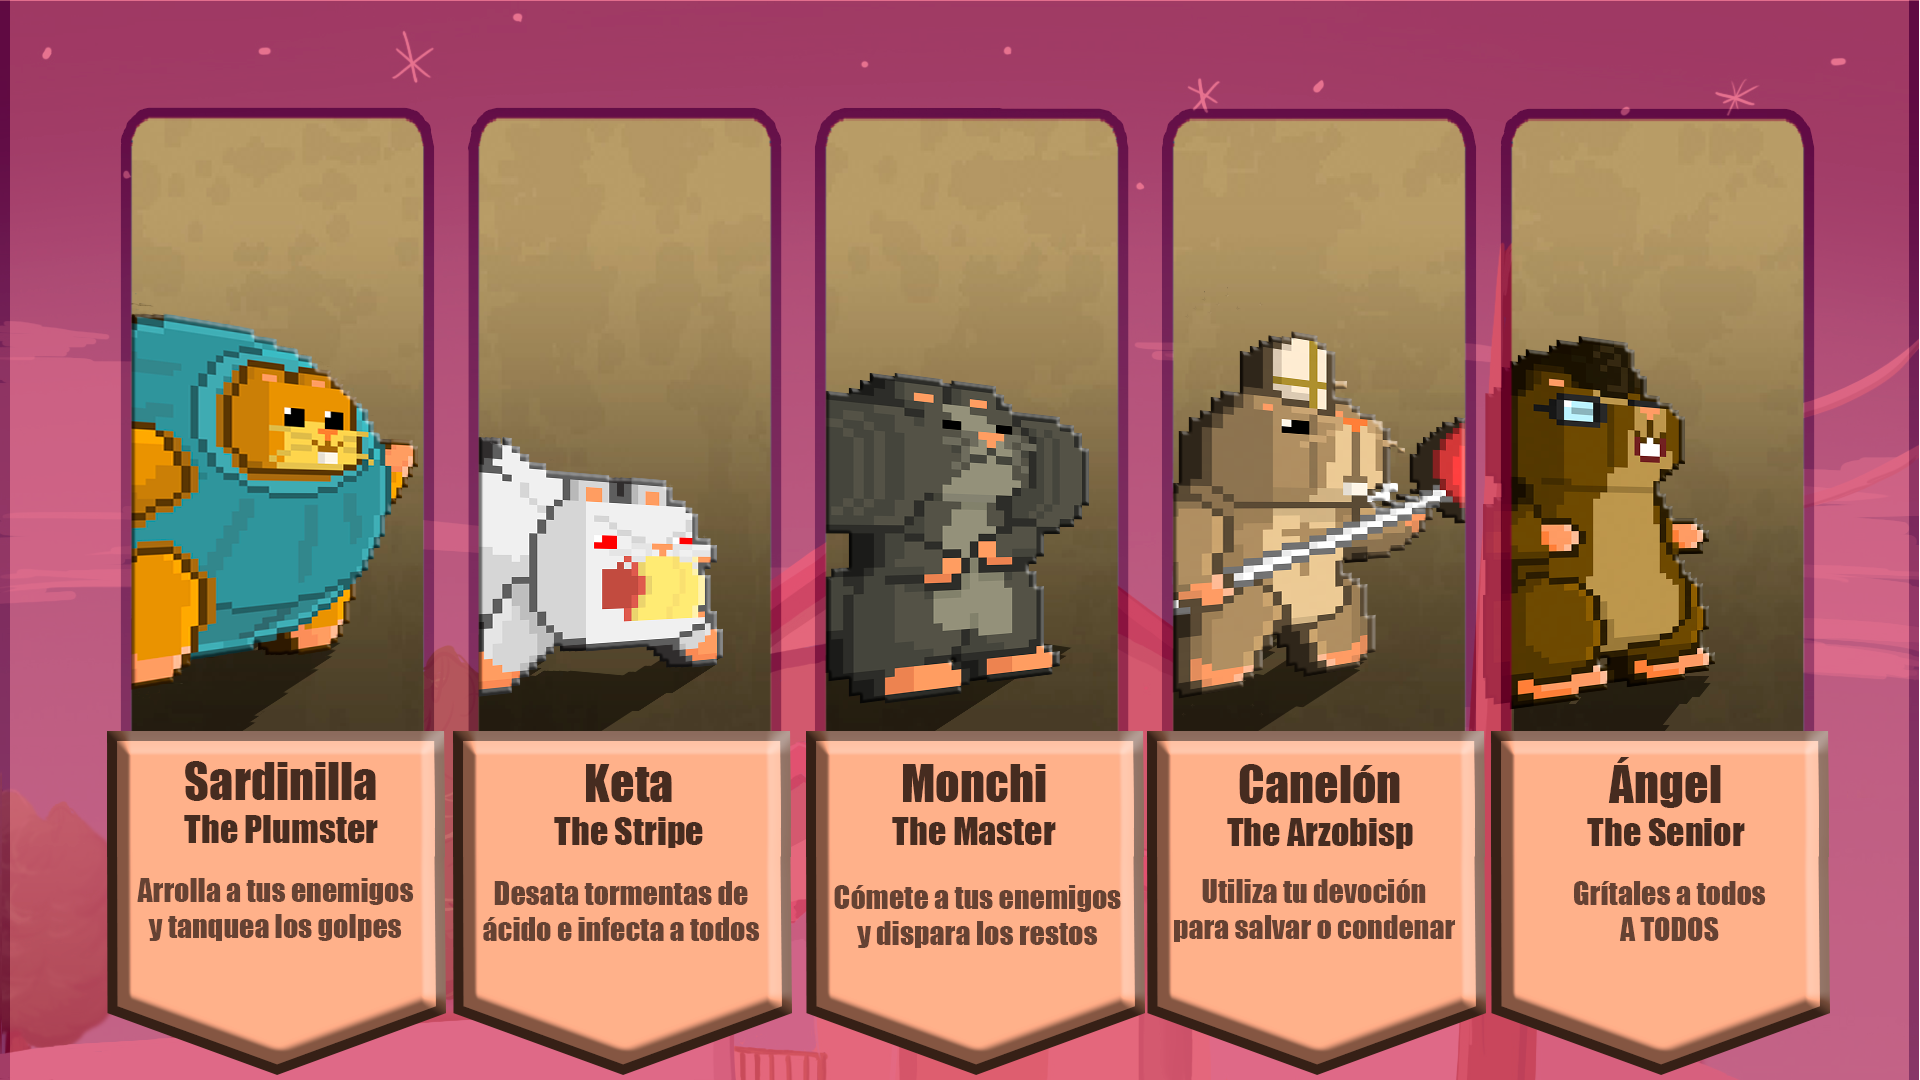 Sardinilla
The Plumster
Arrolla a tus enemigos
y tanquea los golpes
Keta
The Stripe
Desata tormentas de
ácido e infecta a todos
Monchi
The Master
Cómete a tus enemigos
y dispara los restos
Canelón
The Arzobisp
Utiliza tu devoción
para salvar o condenar
Ángel
The Senior
Grítales a todos
A TODOS